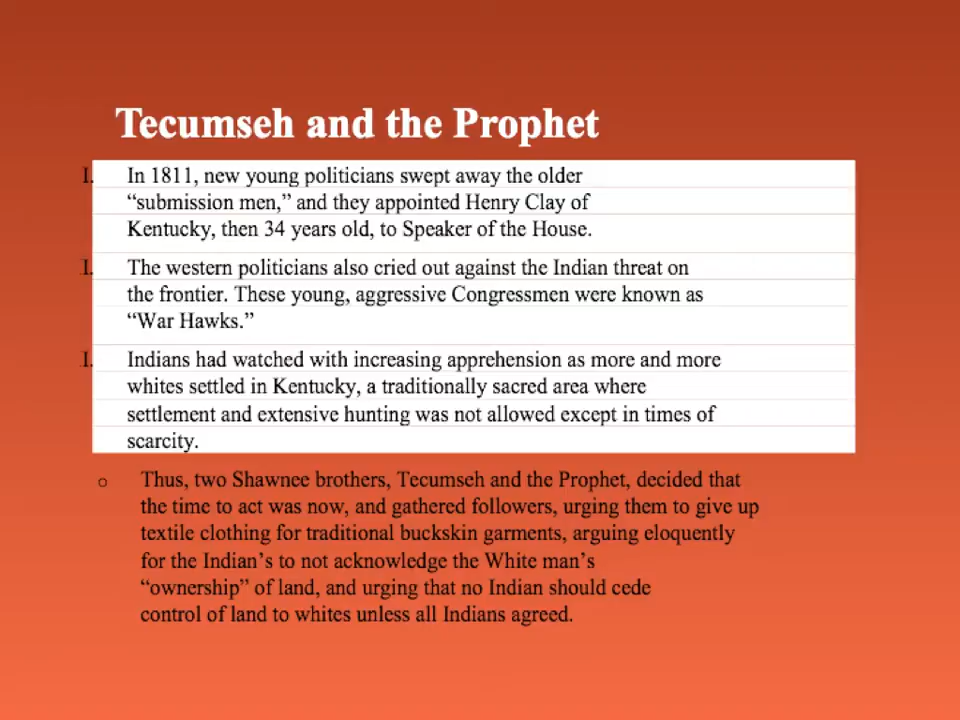 Tecumseh and the Prophet
I. In 1811, new young politicians swept away the older
“submission men,” and they appointed Henry Clay of
Kentucky, then 34 years old, to Speaker of the House.
I. The western politicians also cried out against the Indian threat on
the frontier. These young, aggressive Congressmen were known as
“War Hawks.”
I. Indians had watched with increasing apprehension as more and more
whites settled in Kentucky, a traditionally sacred area where
settlement and extensive hunting was not allowed except in times of
scarcity.
o Thus, two Shawnee brothers, Tecumseh and the Prophet, decided that
the time to act was now, and gathered followers, urging them to give up
textile clothing for traditional buckskin garments, arguing eloquently
for the Indian’s to not acknowledge the White man’s
“ownership” of land, and urging that no Indian should cede
control of land to whites unless all Indians agreed.